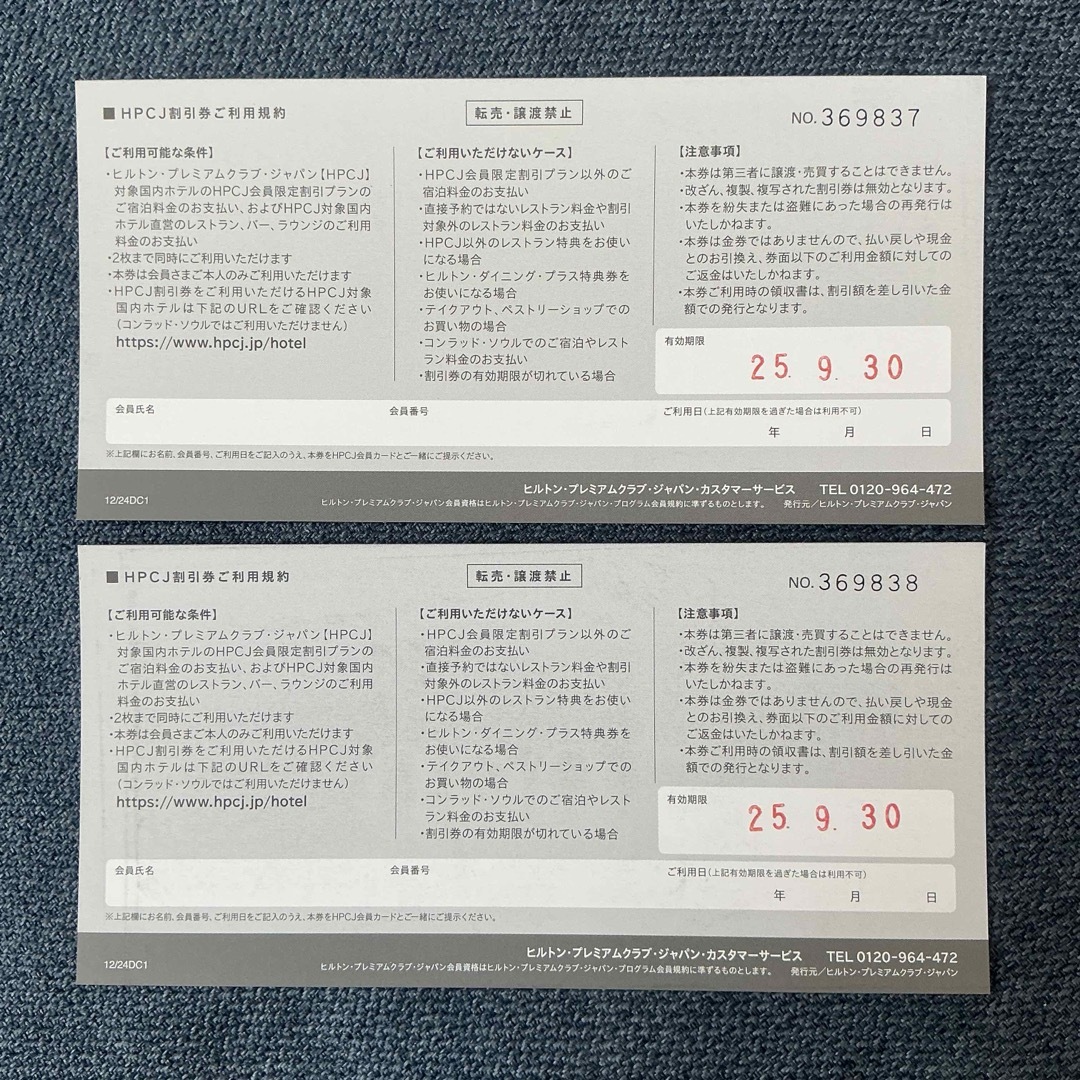 ■HPCJ割引券ご利用規約
転売・譲渡禁止
NO.369837
【ご利用可能な条件】
・ヒルトン・プレミアムクラブ・ジャパン【HPCJ】
対象国内ホテルのHPCJ会員限定割引プランの
ご宿泊料金のお支払い、およびHPCJ対象国内
ホテル直営のレストラン、バー、ラウンジのご利用
料金のお支払い
・2枚まで同時にご利用いただけます
・本券は会員さまご本人のみご利用いただけます
・HPCJ割引券をご利用いただけるHPCJ対象
国内ホテルは下記のURLをご確認ください
(コンラッド・ソウルではご利用いただけません)
https://www.hpcj.jp/hotel
【ご利用いただけないケース】
・HPCJ会員限定割引プラン以外のご
宿泊料金のお支払い
・直接予約ではないレストラン料金や割引
対象外のレストラン料金のお支払い
・HPCJ以外のレストラン特典をお使い
になる場合
・ヒルトン・ダイニング・プラス特典券を
お使いになる場合
・テイクアウト、ペストリーショップでの
お買い物の場合
・コンラッド・ソウルでのご宿泊やレスト
ラン料金のお支払い
・割引券の有効期限が切れている場合
【注意事項】
・本券は第三者に譲渡・売買することはできません。
・改ざん、複製、複写された割引券は無効となります。
・本券を紛失または盗難にあった場合の再発行は
いたしかねます。
・本券は金券ではありませんので、払い戻しや現金
とのお引換え、券面以下のご利用金額に対しての
ご返金はいたしかねます。
・本券ご利用時の領収書は、割引額を差し引いた金
額での発行となります。
有効期限
25. 9. 30
会員氏名
会員番号
ご利用日(上記有効期限を過ぎた場合は利用不可)
年 月 日
※上記欄にお名前、会員番号、ご利用日をご記入のうえ、本券をHPCJ会員カードとご一緒にご提示ください。
ヒルトン・プレミアムクラブ・ジャパン・カスタマーサービス TEL 0120-964-472
12/24DC1
ヒルトン・プレミアムクラブ・ジャパン会員資格はヒルトン・プレミアムクラブ・ジャパン・プログラム会員規約に準ずるものとします。 発行元／ヒルトン・プレミアムクラブ・ジャパン
■HPCJ割引券ご利用規約
転売・譲渡禁止
NO.369838
【ご利用可能な条件】
・ヒルトン・プレミアムクラブ・ジャパン【HPCJ】
対象国内ホテルのHPCJ会員限定割引プランの
ご宿泊料金のお支払い、およびHPCJ対象国内
ホテル直営のレストラン、バー、ラウンジのご利用
料金のお支払い
・2枚まで同時にご利用いただけます
・本券は会員さまご本人のみご利用いただけます
・HPCJ割引券をご利用いただけるHPCJ対象
国内ホテルは下記のURLをご確認ください
(コンラッド・ソウルではご利用いただけません)
https://www.hpcj.jp/hotel
【ご利用いただけないケース】
・HPCJ会員限定割引プラン以外のご
宿泊料金のお支払い
・直接予約ではないレストラン料金や割引
対象外のレストラン料金のお支払い
・HPCJ以外のレストラン特典をお使い
になる場合
・ヒルトン・ダイニング・プラス特典券を
お使いになる場合
・テイクアウト、ペストリーショップでの
お買い物の場合
・コンラッド・ソウルでのご宿泊やレスト
ラン料金のお支払い
・割引券の有効期限が切れている場合
【注意事項】
・本券は第三者に譲渡・売買することはできません。
・改ざん、複製、複写された割引券は無効となります。
・本券を紛失または盗難にあった場合の再発行は
いたしかねます。
・本券は金券ではありませんので、払い戻しや現金
とのお引換え、券面以下のご利用金額に対しての
ご返金はいたしかねます。
・本券ご利用時の領収書は、割引額を差し引いた金
額での発行となります。
有効期限
25. 9. 30
会員氏名
会員番号
ご利用日(上記有効期限を過ぎた場合は利用不可)
年 月 日
※上記欄にお名前、会員番号、ご利用日をご記入のうえ、本券をHPCJ会員カードとご一緒にご提示ください。
ヒルトン・プレミアムクラブ・ジャパン・カスタマーサービス TEL 0120-964-472
12/24DC1
ヒルトン・プレミアムクラブ・ジャパン会員資格はヒルトン・プレミアムクラブ・ジャパン・プログラム会員規約に準ずるものとします。 発行元／ヒルトン・プレミアムクラブ・ジャパン